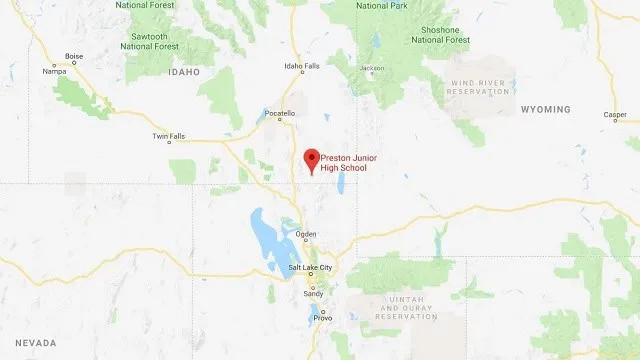 National Forest
National Park
Sawtooth
National Forest
Shoshone
National Forest
Boise
Nampa
IDAHO
Idaho Falls
Jackson
WIND RIVER
RESERVATION
WYOMING
Casper
Pocatello
Twin Falls
Preston Junior
High School
Ogden
Salt Lake City
Sandy
UINTAH
AND OURAY
RESERVATION
Provo
NEVADA